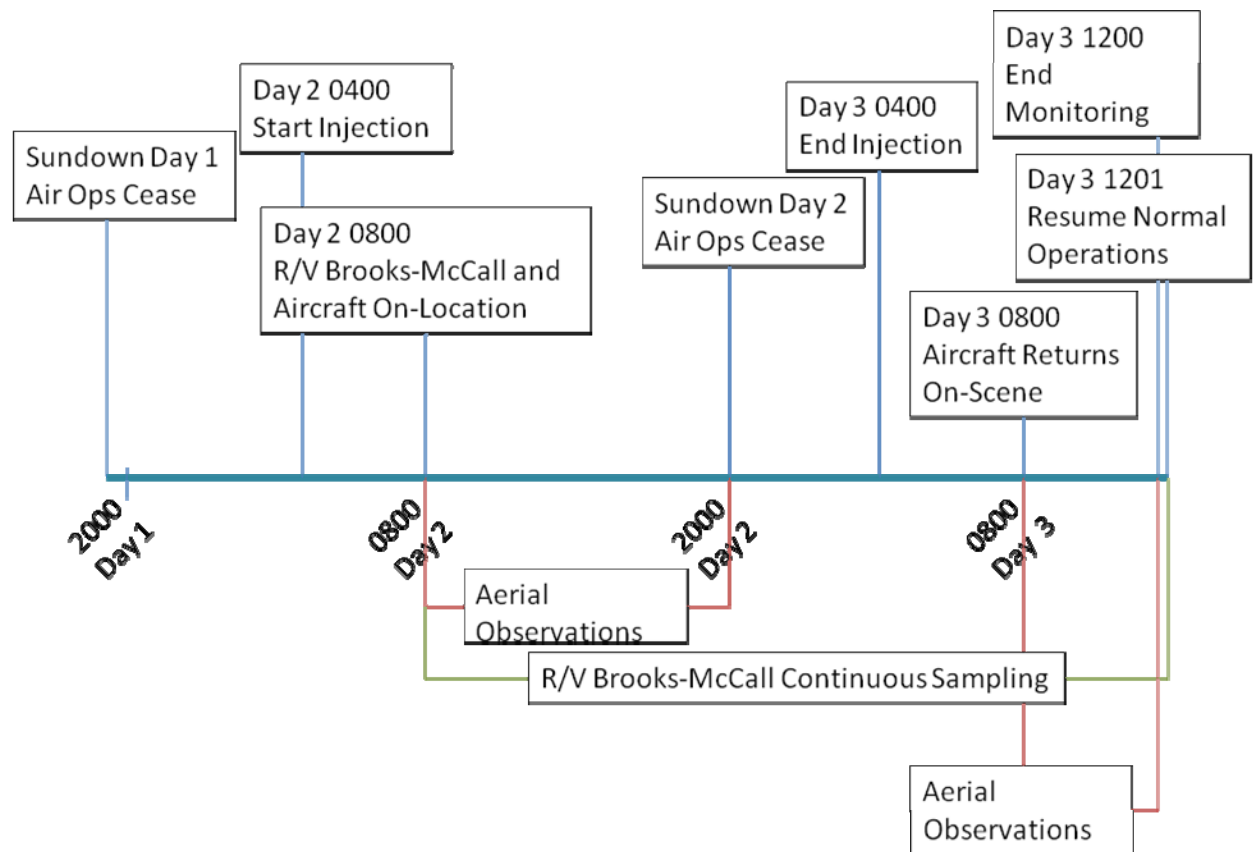 Sundown Day 1
Air Ops Cease
Day 2 0400
Start Injection
Day 2 0800
R/V Brooks-McCall and
Aircraft On-Location
Sundown Day 2
Air Ops Cease
Day 3 0400
End Injection
Day 3 1200
End
Monitoring
Day 3 1201
Resume Normal
Operations
Day 3 0800
Aircraft Returns
On-Scene
2000
Day 1
0800
Day 2
2000
Day 2
0800
Day 3
Aerial
Observations
R/V Brooks-McCall Continuous Sampling
Aerial
Observations